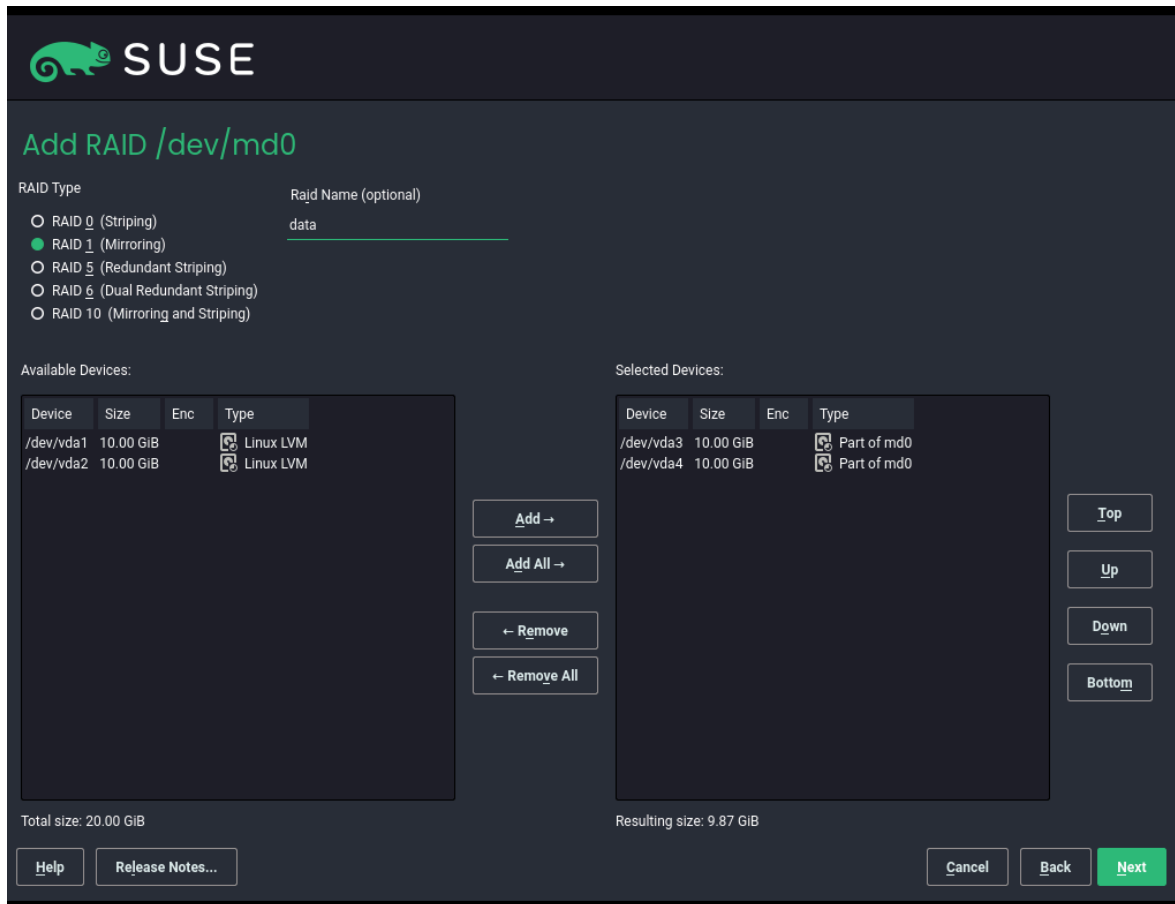 SUSE
Add RAID /dev/md0
RAID Type
Raid Name (optional)
RAID 0 (Striping)
data
RAID 1 (Mirroring)
RAID 5 (Redundant Striping)
RAID 6 (Dual Redundant Striping)
RAID 10 (Mirroring and Striping)
Available Devices:
Device Size Enc Type
/dev/vda1 10.00 GiB Linux LVM
/dev/vda2 10.00 GiB Linux LVM
Total size: 20.00 GiB
Add →
Add All →
← Remove
← Remove All
Selected Devices:
Device Size Enc Type
/dev/vda3 10.00 GiB Part of md0
/dev/vda4 10.00 GiB Part of md0
Resulting size: 9.87 GiB
Top
Up
Down
Bottom
Help Release Notes... Cancel Back Next